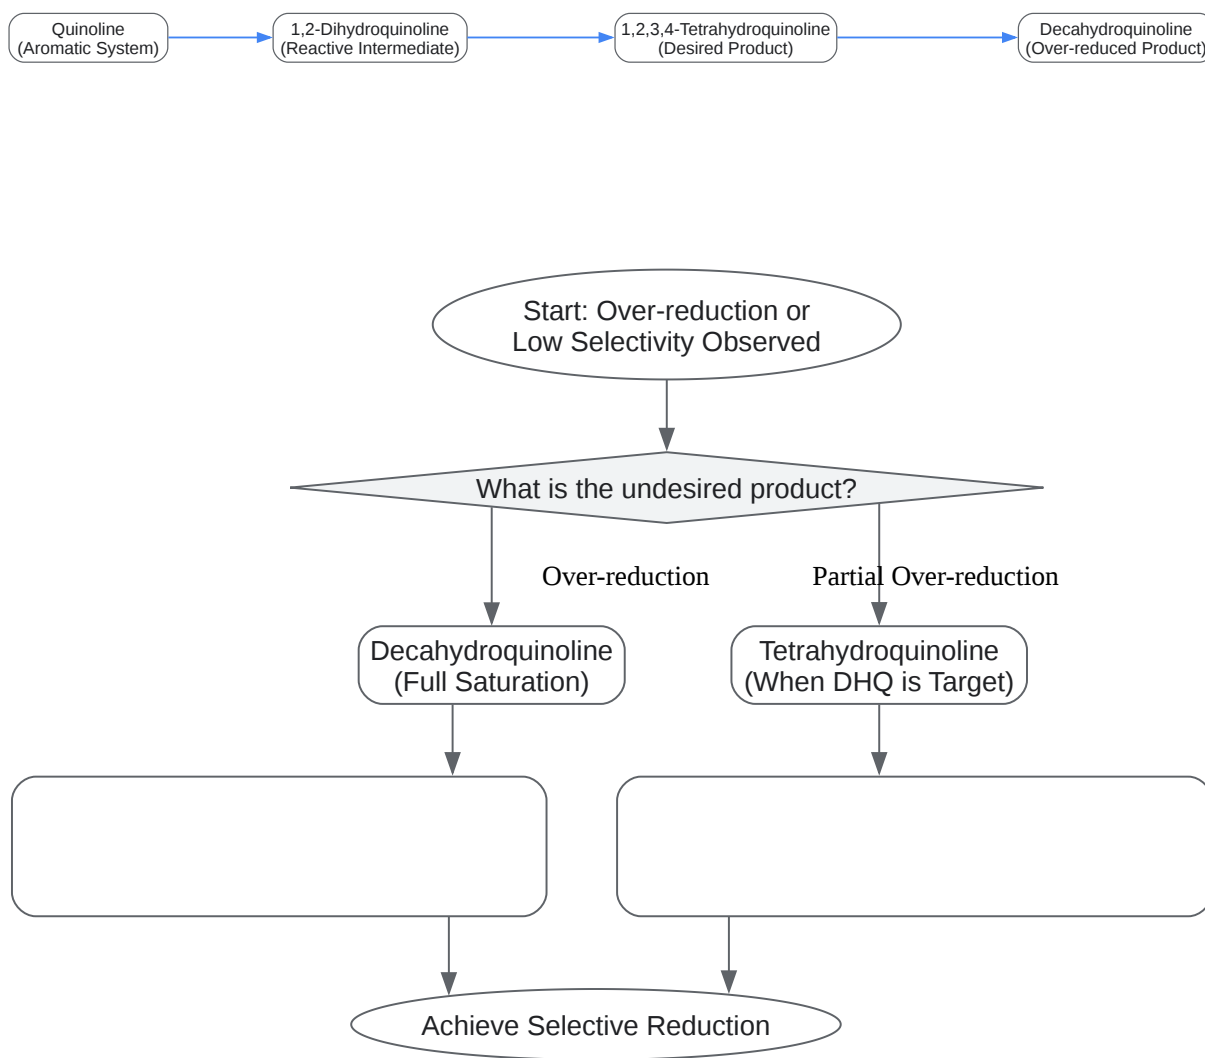 Quinoline
(Aromatic System)
1,2-Dihydroquinoline
(Reactive Intermediate)
1,2,3,4-Tetrahydroquinoline
(Desired Product)
Decahydroquinoline
(Over-reduced Product)
Start: Over-reduction or
Low Selectivity Observed
What is the undesired product?
Over-reduction
Partial Over-reduction
Decahydroquinoline
(Full Saturation)
Tetrahydroquinoline
(When DHQ is Target)
Achieve Selective Reduction